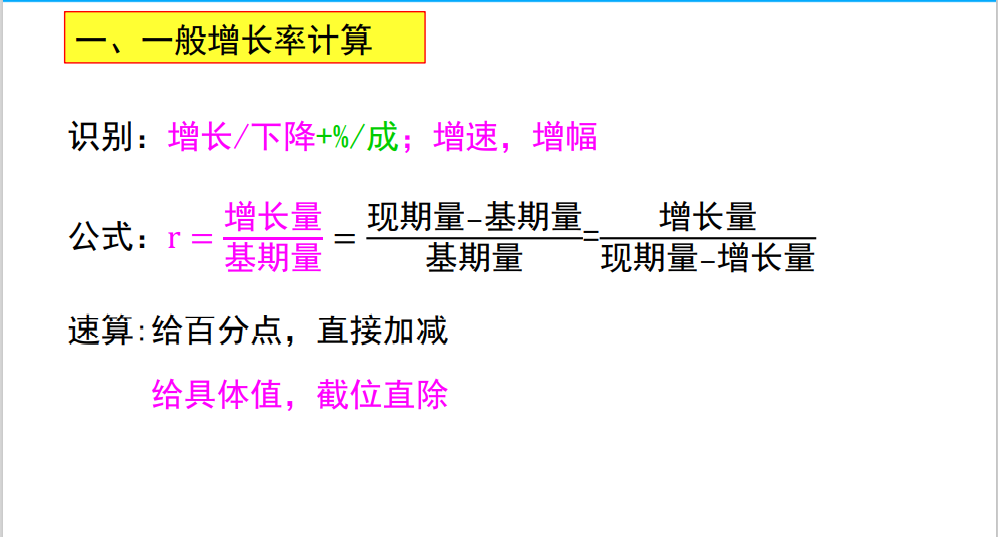 一、一般增长率计算
识别：增长/下降+%/成；增速，增幅
公式：r = 增长量/基期量 = 现期量-基期量/基期量=增长量/现期量-增长量
速算:给百分点，直接加减
给具体值，截位直除